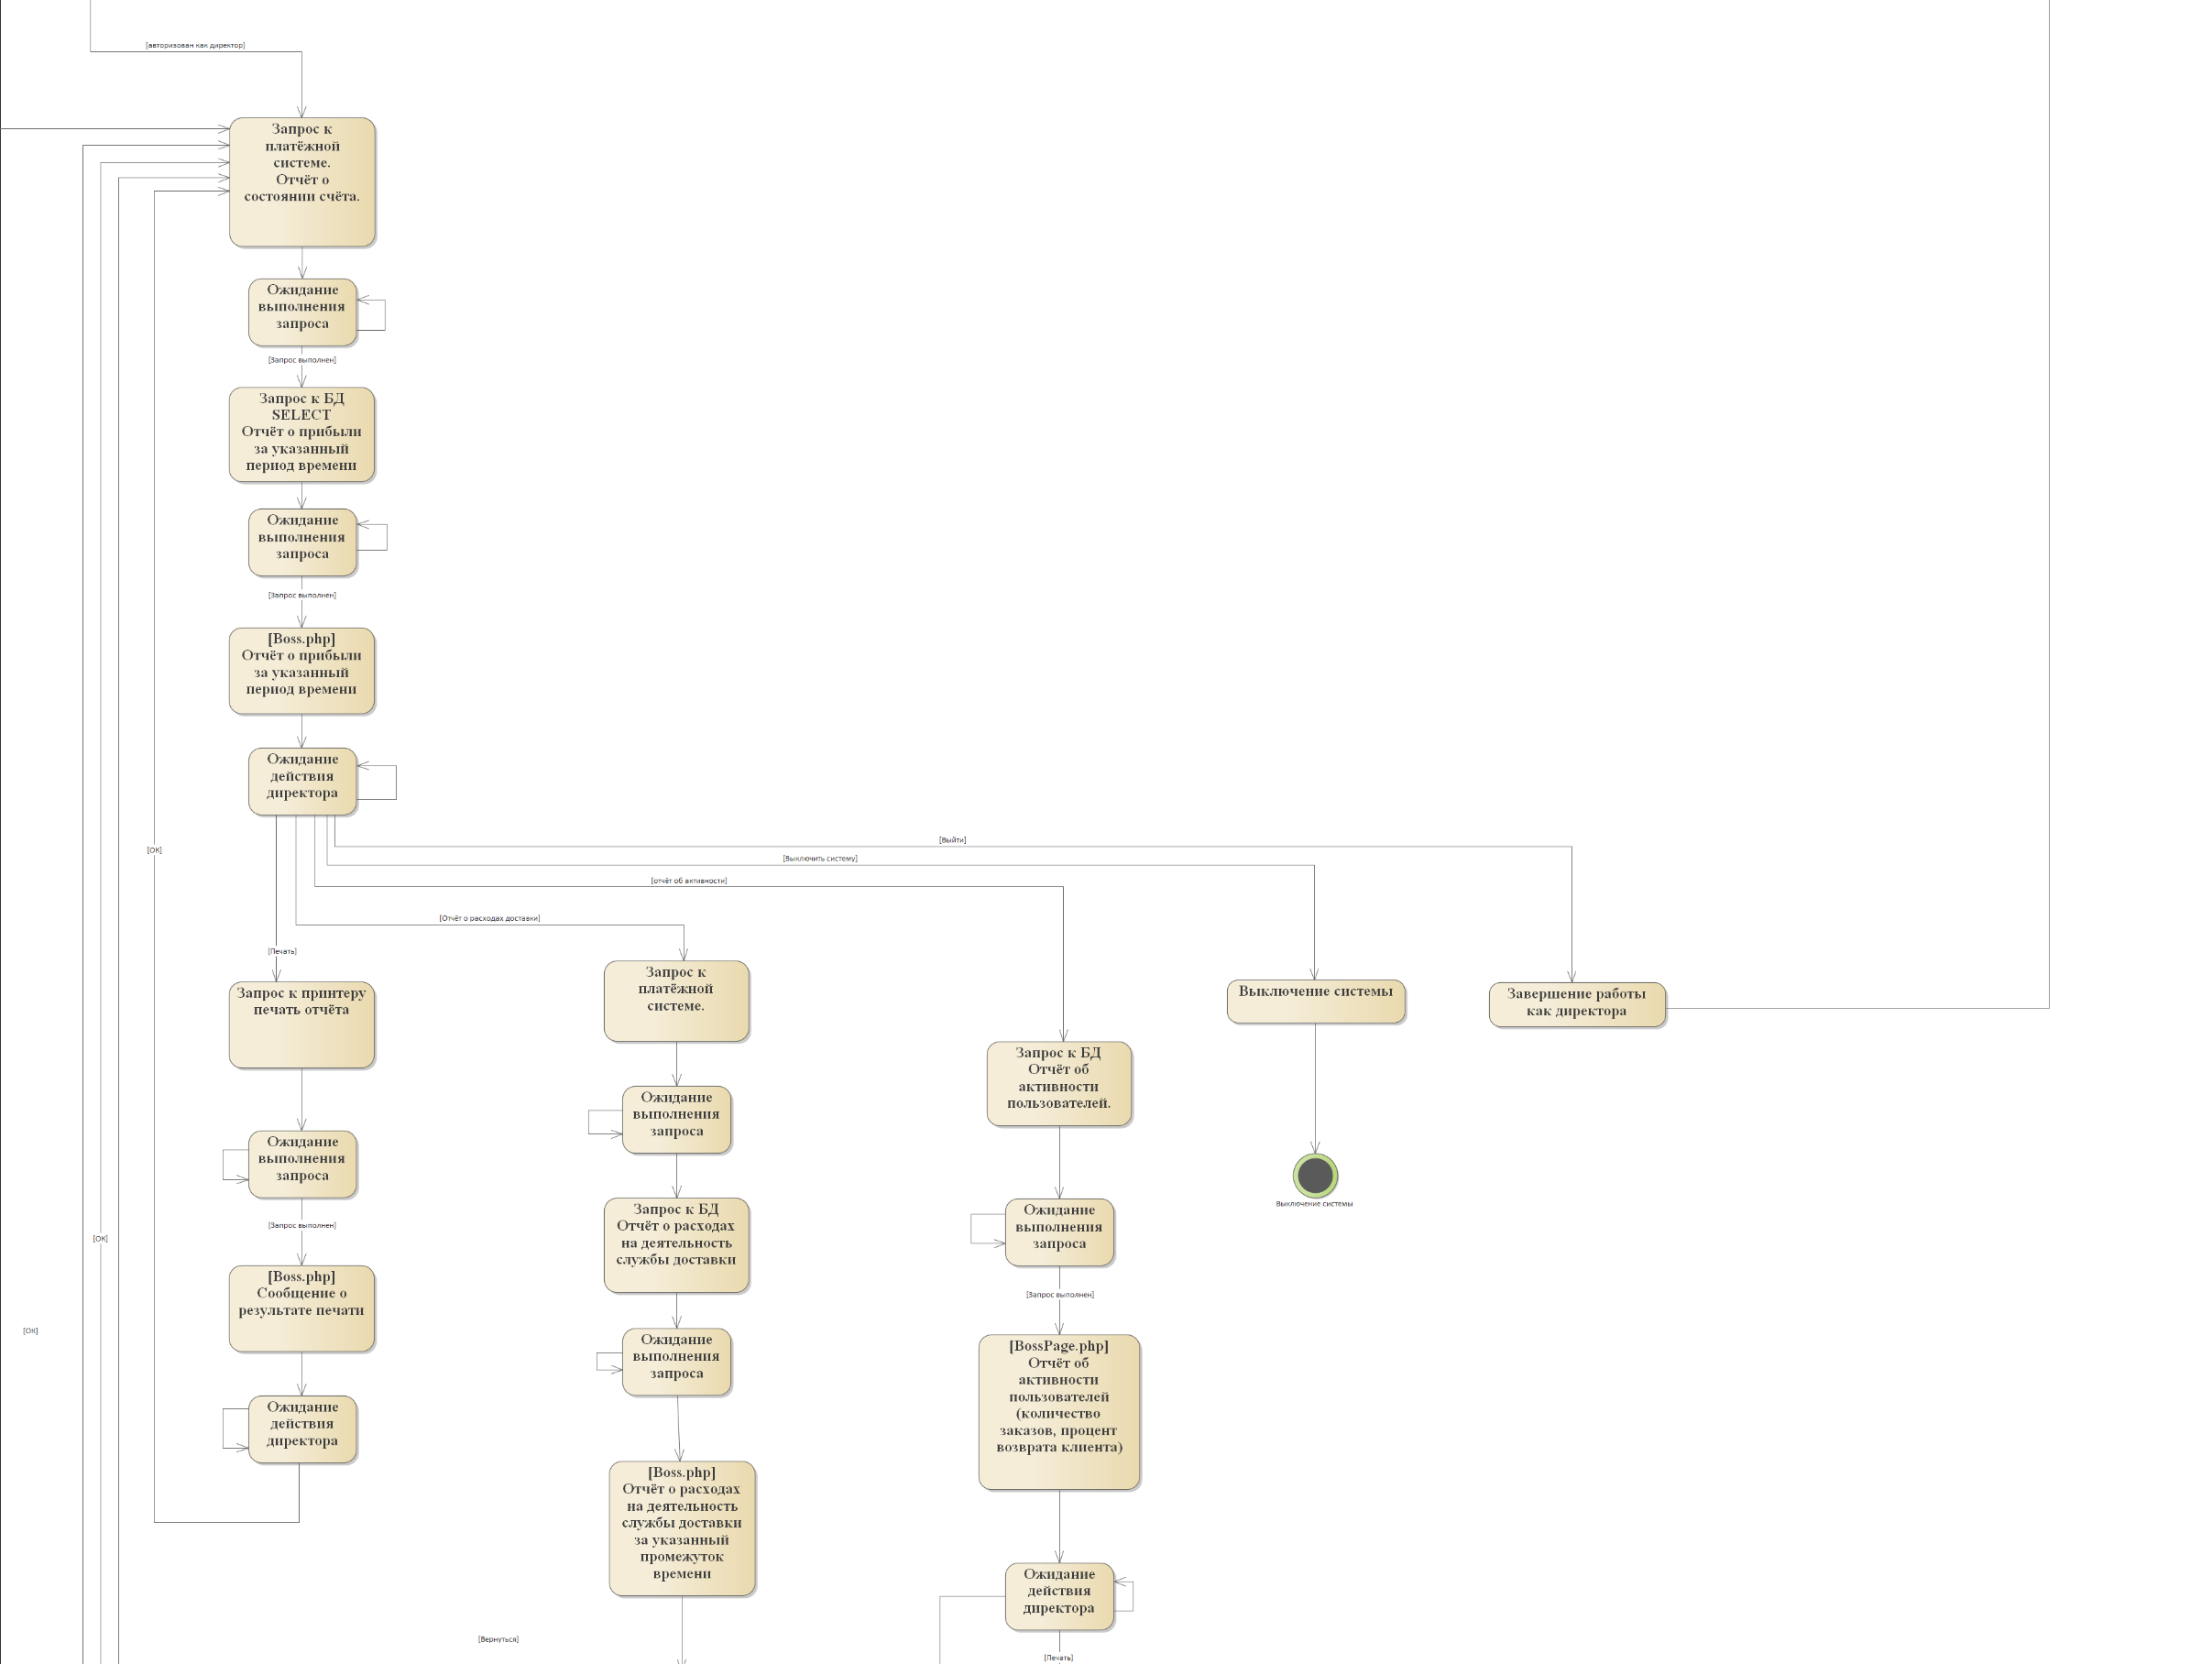 [авторизован как директор]
Запрос к
платёжной
системе.
Отчёт о
состоянии счёта.
Ожидание
выполнения
запроса
[Запрос выполнен]
Запрос к БД
SELECT
Отчёт о прибыли
за указанный
период времени
Ожидание
выполнения
запроса
[Запрос выполнен]
[Boss.php]
Отчёт о прибыли
за указанный
период времени
Ожидание
действия
директора
[Выйти]
[Выключить систему]
[отчёт об активности]
[Отчёт о расходах доставки]
[Печать]
[ОК]
[ОК]
[ОК]
Запрос к принтеру
печать отчёта
Ожидание
выполнения
запроса
[Запрос выполнен]
[Boss.php]
Сообщение о
результате печати
Ожидание
действия
директора
Запрос к
платёжной
системе.
Ожидание
выполнения
запроса
Запрос к БД
Отчёт о расходах
на деятельность
службы доставки
Ожидание
выполнения
запроса
[Boss.php]
Отчёт о расходах
на деятельность
службы доставки
за указанный
промежуток
времени
[Вернуться]
Запрос к БД
Отчёт об
активности
пользователей.
Ожидание
выполнения
запроса
[Запрос выполнен]
[BossPage.php]
Отчёт об
активности
пользователей
(количество
заказов, процент
возврата клиента)
Ожидание
действия
директора
[Печать]
Выключение системы
Выключение системы
Завершение работы
как директора